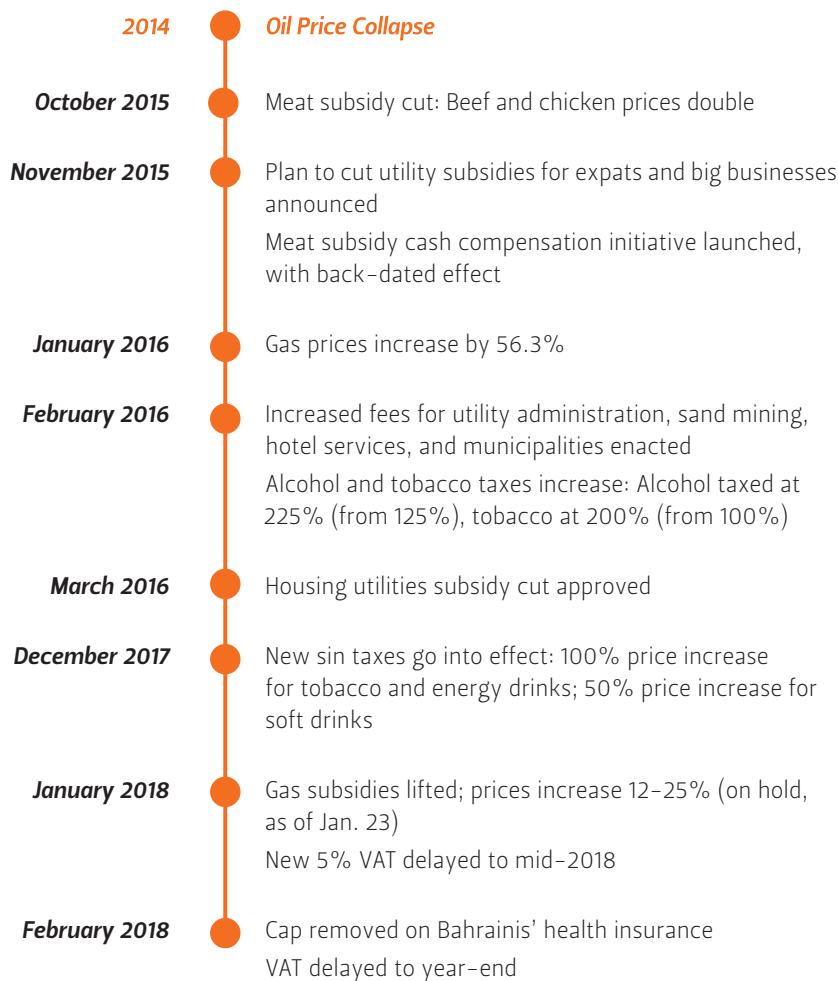 2014 Oil Price Collapse
October 2015 Meat subsidy cut: Beef and chicken prices double
November 2015 Plan to cut utility subsidies for expats and big businesses
announced
Meat subsidy cash compensation initiative launched,
with back-dated effect
January 2016 Gas prices increase by 56.3%
February 2016 Increased fees for utility administration, sand mining,
hotel services, and municipalities enacted
Alcohol and tobacco taxes increase: Alcohol taxed at
225% (from 125%), tobacco at 200% (from 100%)
March 2016 Housing utilities subsidy cut approved
December 2017 New sin taxes go into effect: 100% price increase
for tobacco and energy drinks; 50% price increase for
soft drinks
January 2018 Gas subsidies lifted; prices increase 12-25% (on hold,
as of Jan. 23)
New 5% VAT delayed to mid-2018
February 2018 Cap removed on Bahrainis' health insurance
VAT delayed to year-end